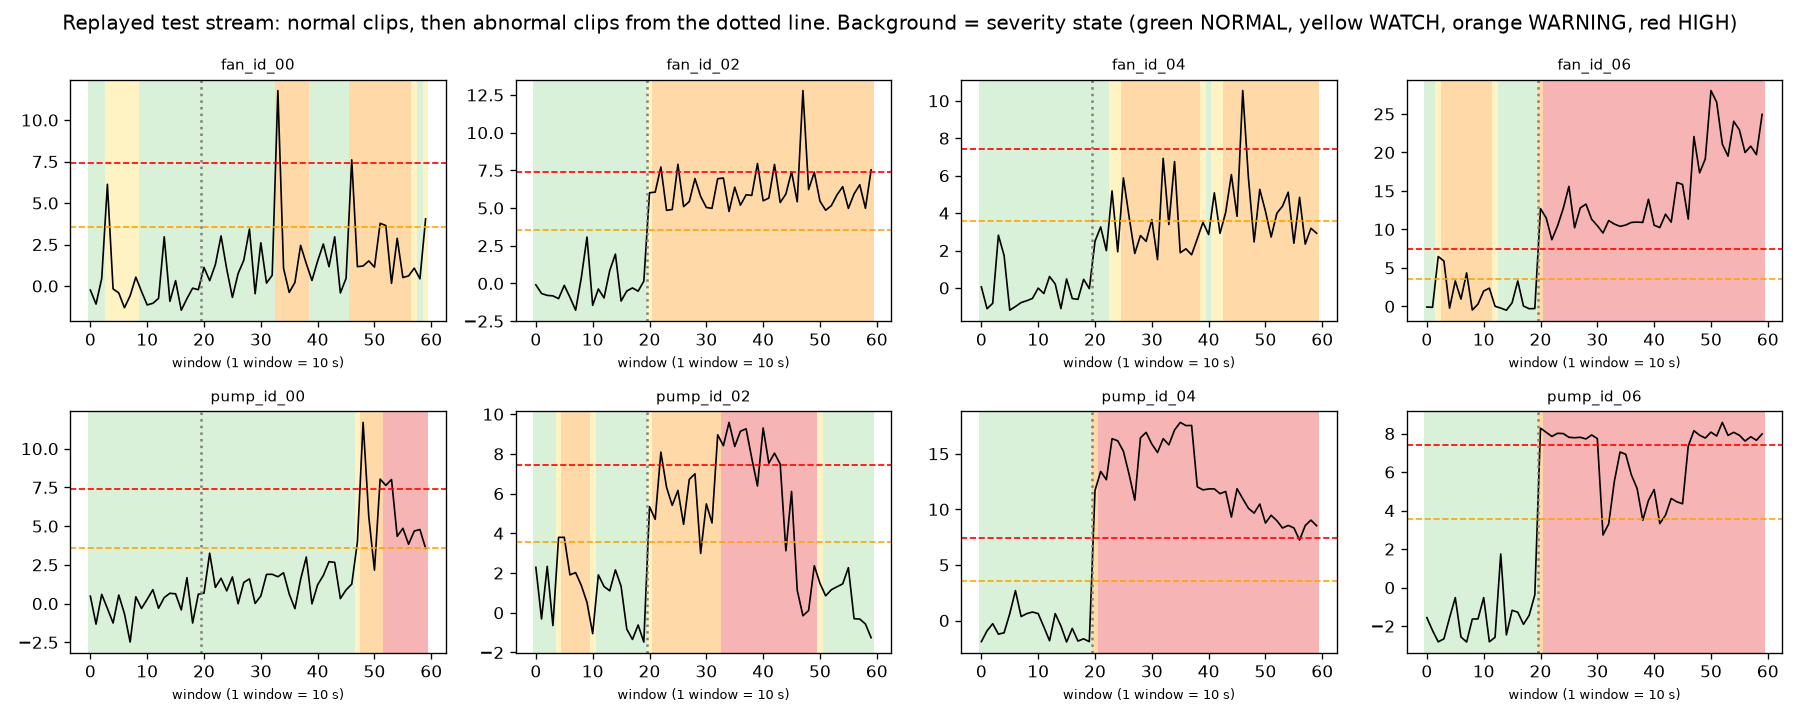 Replayed test stream: normal clips, then abnormal clips from the dotted line. Background = severity state (green NORMAL, yellow WATCH, orange WARNING, red HIGH)
fan_id_00
10.0
7.5
5.0
2.5
0.0
0 10 20 30 40 50 60
window (1 window = 10 s)
fan_id_02
12.5
10.0
7.5
5.0
2.5
0.0
−2.5
0 10 20 30 40 50 60
window (1 window = 10 s)
fan_id_04
10
8
6
4
2
0
0 10 20 30 40 50 60
window (1 window = 10 s)
fan_id_06
25
20
15
10
5
0
0 10 20 30 40 50 60
window (1 window = 10 s)
pump_id_00
10.0
7.5
5.0
2.5
0.0
−2.5
0 10 20 30 40 50 60
window (1 window = 10 s)
pump_id_02
10
8
6
4
2
0
−2
0 10 20 30 40 50 60
window (1 window = 10 s)
pump_id_04
15
10
5
0
0 10 20 30 40 50 60
window (1 window = 10 s)
pump_id_06
8
6
4
2
0
−2
0 10 20 30 40 50 60
window (1 window = 10 s)